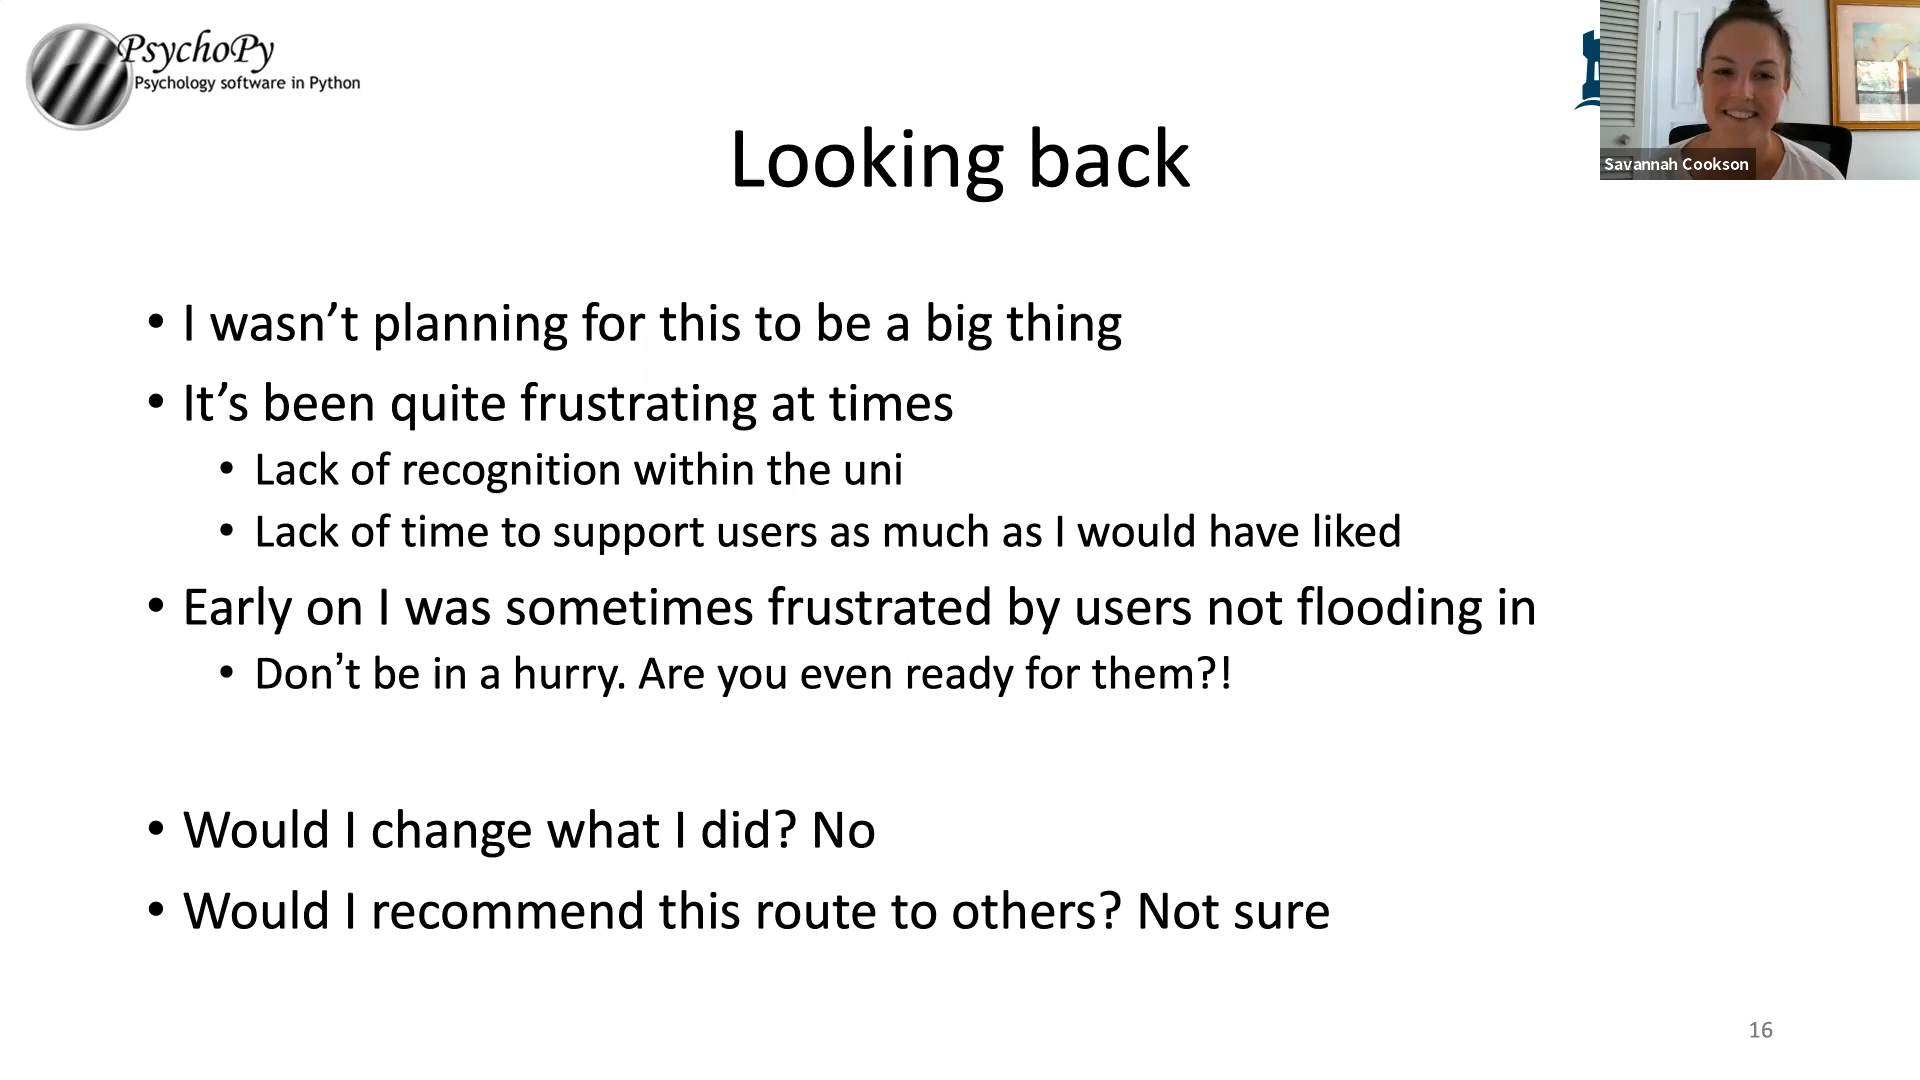 PsychoPy
Psychology software in Python
Savannah Cookson
Looking back
• I wasn’t planning for this to be a big thing
• It’s been quite frustrating at times
• Lack of recognition within the uni
• Lack of time to support users as much as I would have liked
• Early on I was sometimes frustrated by users not flooding in
• Don’t be in a hurry. Are you even ready for them?!
• Would I change what I did? No
• Would I recommend this route to others? Not sure
16